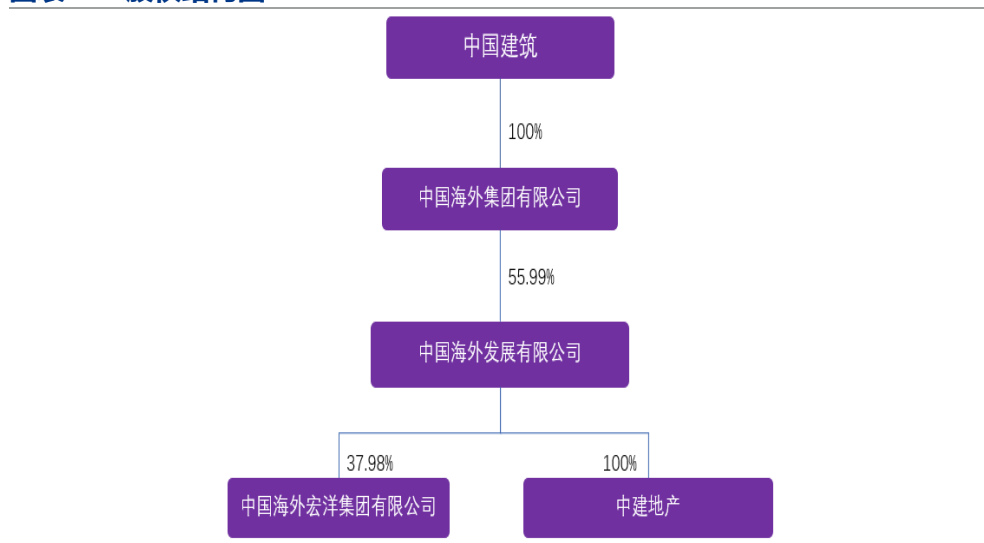 中国建筑
100%
中国海外集团有限公司
55.99%
中国海外发展有限公司
37.98%
100%
中国海外宏洋集团有限公司
中建地产